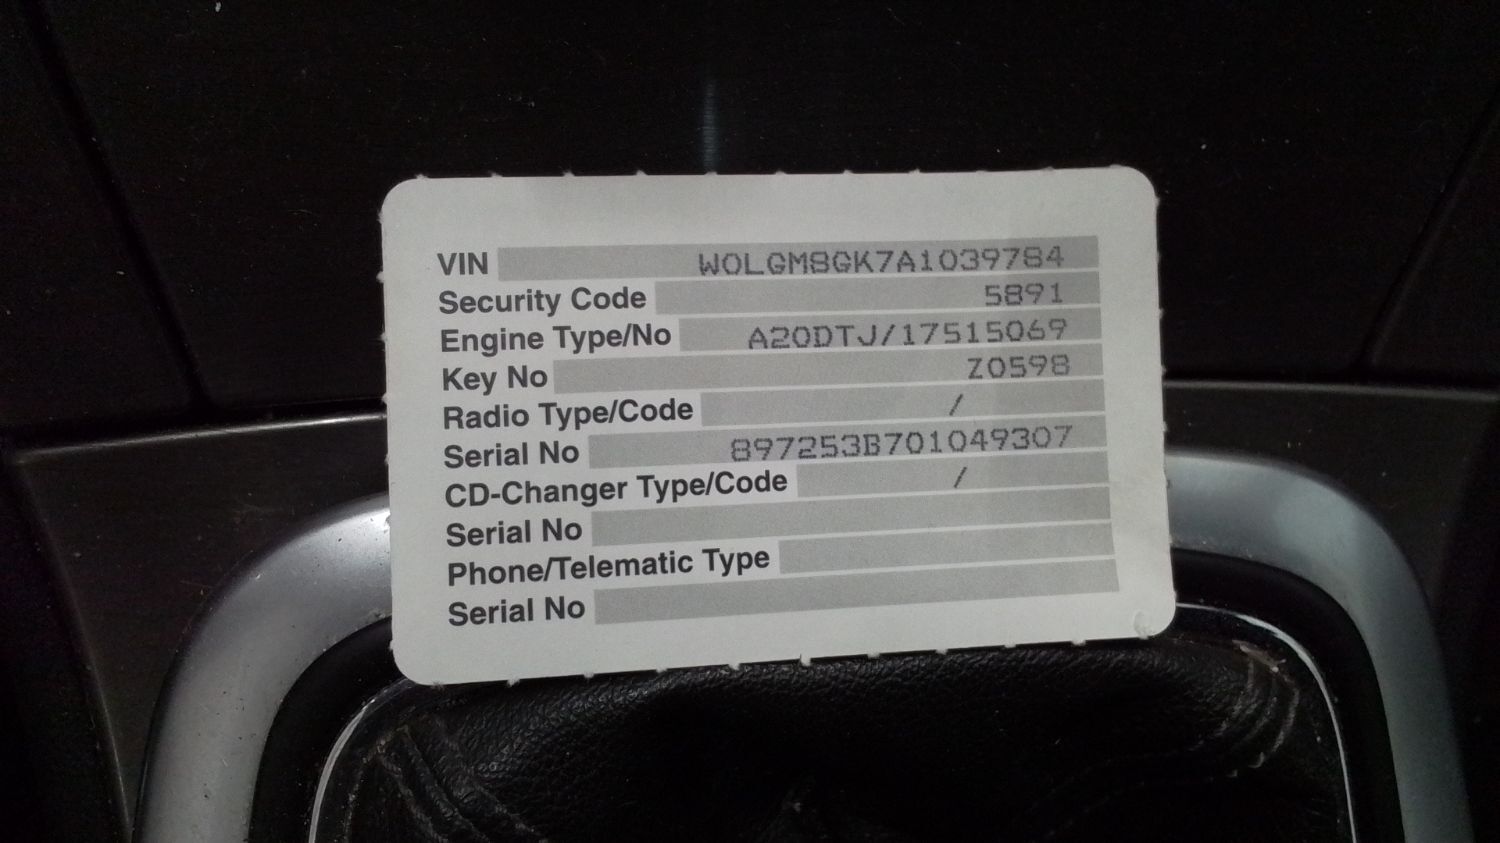 VIN W0LGM8GK7A1039784
Security Code 5891
Engine Type/No A20DTJ/17515069
Key No Z0598
Radio Type/Code /
Serial No 897253B701049307
CD-Changer Type/Code /
Serial No
Phone/Telematic Type
Serial No